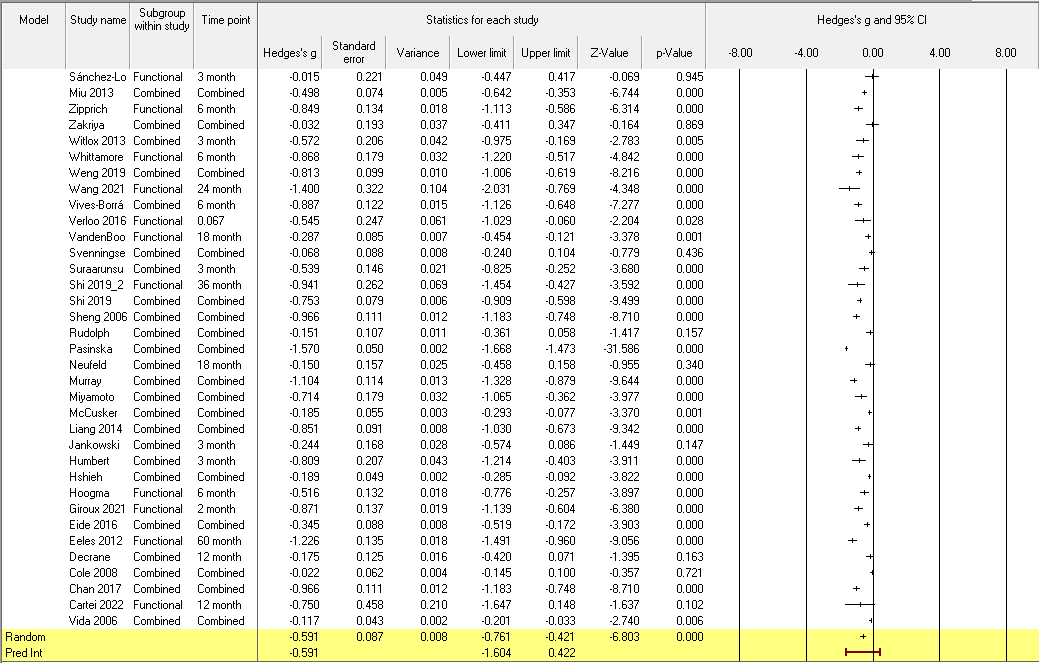 Model Study name Subgroup within study Time point Statistics for each study Hedges's g and 95% CI
Hedges's g Standard error Variance Lower limit Upper limit Z-Value p-Value -8.00 -4.00 0.00 4.00 8.00
Sánchez-Lo Functional 3 month -0.015 0.221 0.049 -0.447 0.417 -0.069 0.945
Miu 2013 Combined Combined -0.498 0.074 0.005 -0.642 -0.353 -6.744 0.000
Zipprich Functional 6 month -0.849 0.134 0.018 -1.113 -0.586 -6.314 0.000
Zakriya Combined Combined -0.032 0.193 0.037 -0.411 0.347 -0.164 0.869
Witlox 2013 Combined 3 month -0.572 0.206 0.042 -0.975 -0.169 -2.783 0.005
Whittamore Functional 6 month -0.868 0.179 0.032 -1.220 -0.517 -4.842 0.000
Weng 2019 Combined Combined -0.813 0.099 0.010 -1.006 -0.619 -8.216 0.000
Wang 2021 Functional 24 month -1.400 0.322 0.104 -2.031 -0.769 -4.348 0.000
Vives-Borrá Combined 6 month -0.887 0.122 0.015 -1.126 -0.648 -7.277 0.000
Verloo 2016 Functional 0.067 -0.545 0.247 0.061 -1.029 -0.060 -2.204 0.028
VandenBoo Functional 18 month -0.287 0.085 0.007 -0.454 -0.121 -3.378 0.001
Svenningse Combined Combined -0.068 0.088 0.008 -0.240 0.104 -0.779 0.436
Suraarunsu Combined 3 month -0.539 0.146 0.021 -0.825 -0.252 -3.680 0.000
Shi 2019_2 Functional 36 month -0.941 0.262 0.069 -1.454 -0.427 -3.592 0.000
Shi 2019 Combined Combined -0.753 0.079 0.006 -0.909 -0.598 -9.499 0.000
Sheng 2006 Combined Combined -0.966 0.111 0.012 -1.183 -0.748 -8.710 0.000
Rudolph Combined Combined -0.151 0.107 0.011 -0.361 0.058 -1.417 0.157
Pasinska Combined Combined -1.570 0.050 0.002 -1.668 -1.473 -31.586 0.000
Neufeld Combined 18 month -0.150 0.157 0.025 -0.458 0.158 -0.955 0.340
Murray Combined Combined -1.104 0.114 0.013 -1.328 -0.879 -9.644 0.000
Miyamoto Combined Combined -0.714 0.179 0.032 -1.065 -0.362 -3.977 0.000
McCusker Combined Combined -0.185 0.055 0.003 -0.293 -0.077 -3.370 0.001
Liang 2014 Combined Combined -0.851 0.091 0.008 -1.030 -0.673 -9.342 0.000
Jankowski Combined 3 month -0.244 0.168 0.028 -0.574 0.086 -1.449 0.147
Humbert Combined 3 month -0.809 0.207 0.043 -1.214 -0.403 -3.911 0.000
Hshieh Combined Combined -0.189 0.049 0.002 -0.285 -0.092 -3.822 0.000
Hoogma Functional 6 month -0.516 0.132 0.018 -0.776 -0.257 -3.897 0.000
Giroux 2021 Functional 2 month -0.871 0.137 0.019 -1.139 -0.604 -6.380 0.000
Eide 2016 Combined Combined -0.345 0.088 0.008 -0.519 -0.172 -3.903 0.000
Eeles 2012 Functional 60 month -1.226 0.135 0.018 -1.491 -0.960 -9.056 0.000
Decrane Combined 12 month -0.175 0.125 0.016 -0.420 0.071 -1.395 0.163
Cole 2008 Combined Combined -0.022 0.062 0.004 -0.145 0.100 -0.357 0.721
Chan 2017 Combined Combined -0.966 0.111 0.012 -1.183 -0.748 -8.710 0.000
Cartei 2022 Functional 12 month -0.750 0.458 0.210 -1.647 0.148 -1.637 0.102
Vida 2006 Combined Combined -0.117 0.043 0.002 -0.201 -0.033 -2.740 0.006
Random -0.591 0.087 0.008 -0.761 -0.421 -6.803 0.000
Pred Int -0.591 -1.604 0.422